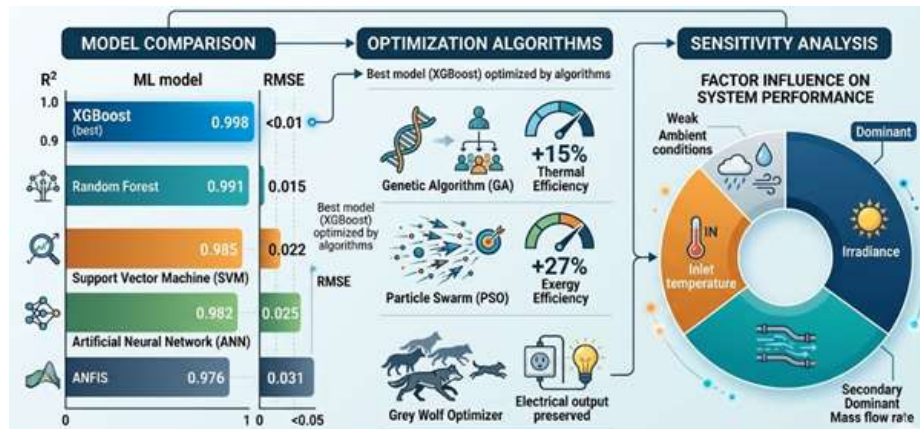 MODEL COMPARISON
R² ML model RMSE
1.0
0.9
XGBoost
(best)
0.998
<0.01
Random Forest
0.991
0.015
0.985
0.022
Support Vector Machine (SVM)
0.982
0.025
Artificial Neural Network (ANN)
ANFIS
0.976
0.031
0 1 0 <0.05
Best model
(XGBoost)
optimized by
algorithms
RMSE
OPTIMIZATION ALGORITHMS
Best model (XGBoost) optimized by algorithms
Genetic Algorithm (GA)
+15%
Thermal
Efficiency
Particle Swarm (PSO)
+27%
Exergy
Efficiency
Grey Wolf Optimizer
Electrical output
preserved
SENSITIVITY ANALYSIS
FACTOR INFLUENCE ON
SYSTEM PERFORMANCE
Weak
Ambient
conditions
Dominant
IN
Inlet
temperature
Irradiance
Secondary
Dominant
Mass flow rate